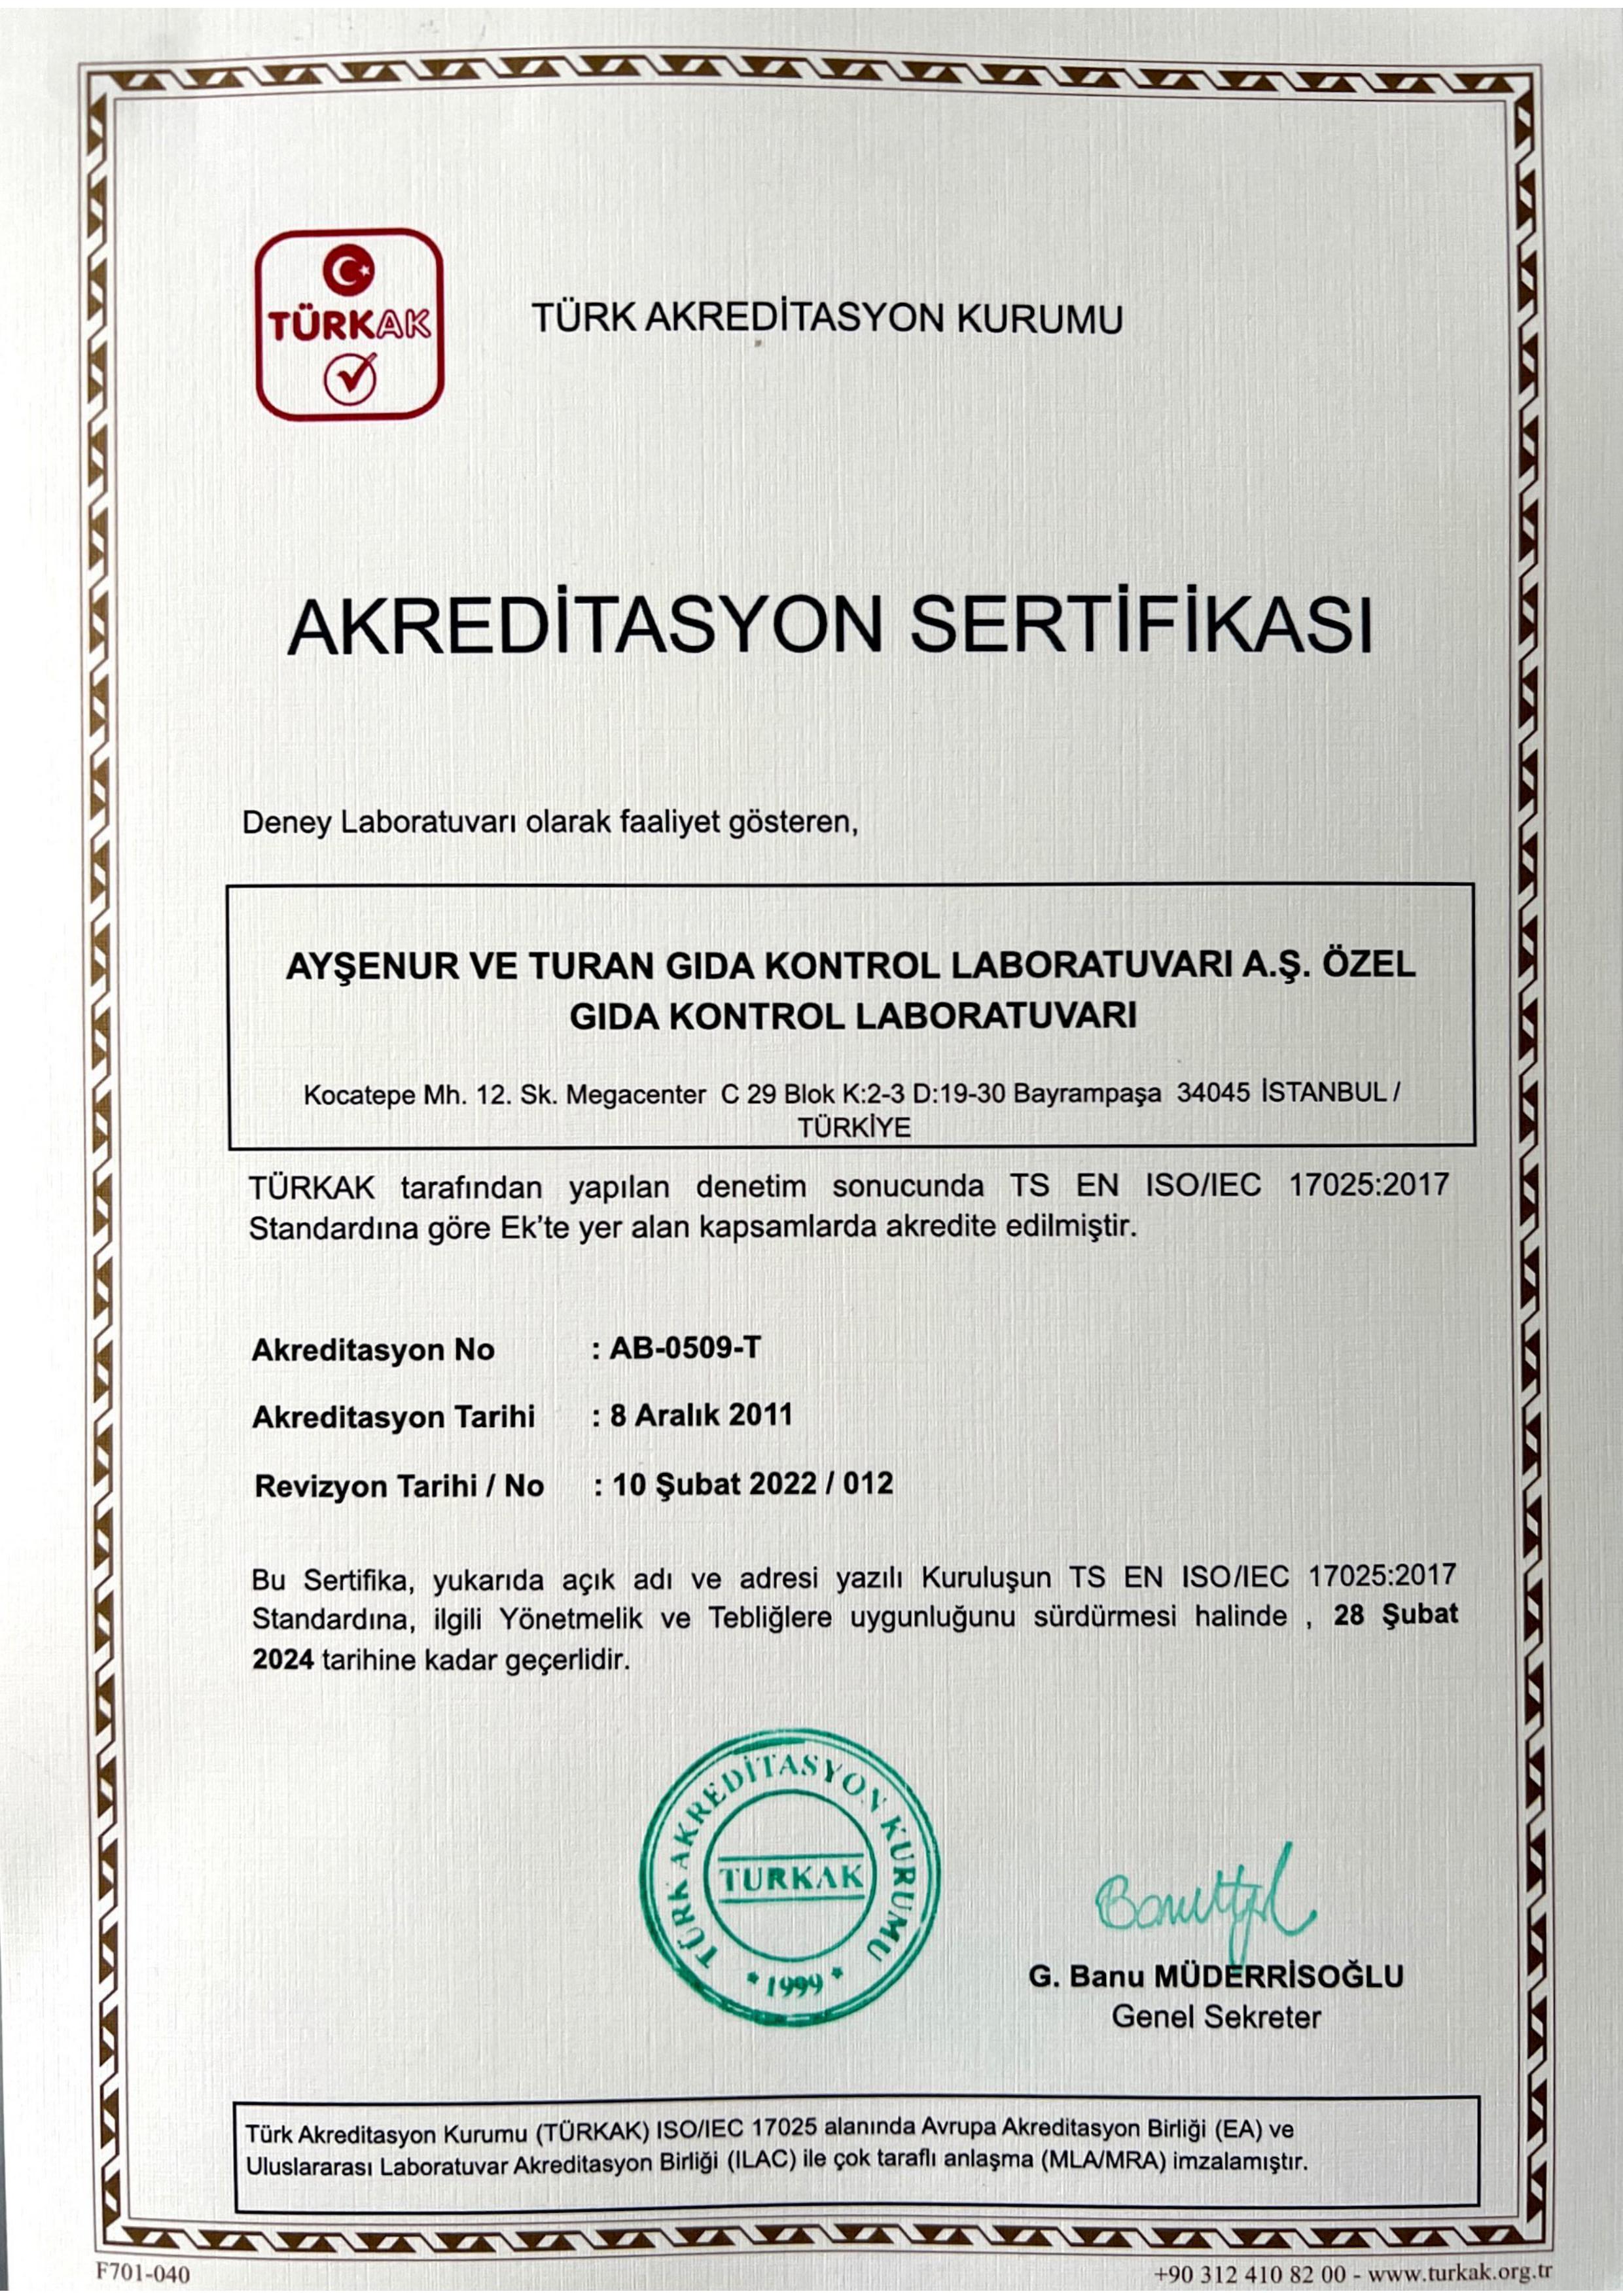 TÜRKAK
TÜRK AKREDİTASYON KURUMU
AKREDİTASYON SERTİFİKASI
Deney Laboratuvarı olarak faaliyet gösteren,
AYŞENUR VE TURAN GIDA KONTROL LABORATUVARI A.Ş. ÖZEL
GIDA KONTROL LABORATUVARI
Kocatepe Mh. 12. Sk. Megacenter C 29 Blok K:2-3 D:19-30 Bayrampaşa 34045 İSTANBUL /
TÜRKİYE
TÜRKAK tarafından yapılan denetim sonucunda TS EN ISO/IEC 17025:2017
Standardına göre Ek'te yer alan kapsamlarda akredite edilmiştir.
Akreditasyon No : AB-0509-T
Akreditasyon Tarihi : 8 Aralık 2011
Revizyon Tarihi / No : 10 Şubat 2022 / 012
Bu Sertifika, yukarıda açık adı ve adresi yazılı Kuruluşun TS EN ISO/IEC 17025:2017
Standardına, ilgili Yönetmelik ve Tebliğlere uygunluğunu sürdürmesi halinde , 28 Şubat
2024 tarihine kadar geçerlidir.
TÜRK AKREDİTASYON KURUMU
TURKAK
* 1999 *
G. Banu MÜDERRİSOĞLU
Genel Sekreter
Türk Akreditasyon Kurumu (TÜRKAK) ISO/IEC 17025 alanında Avrupa Akreditasyon Birliği (EA) ve
Uluslararası Laboratuvar Akreditasyon Birliği (ILAC) ile çok taraflı anlaşma (MLA/MRA) imzalamıştır.
F701-040
+90 312 410 82 00 - www.turkak.org.tr